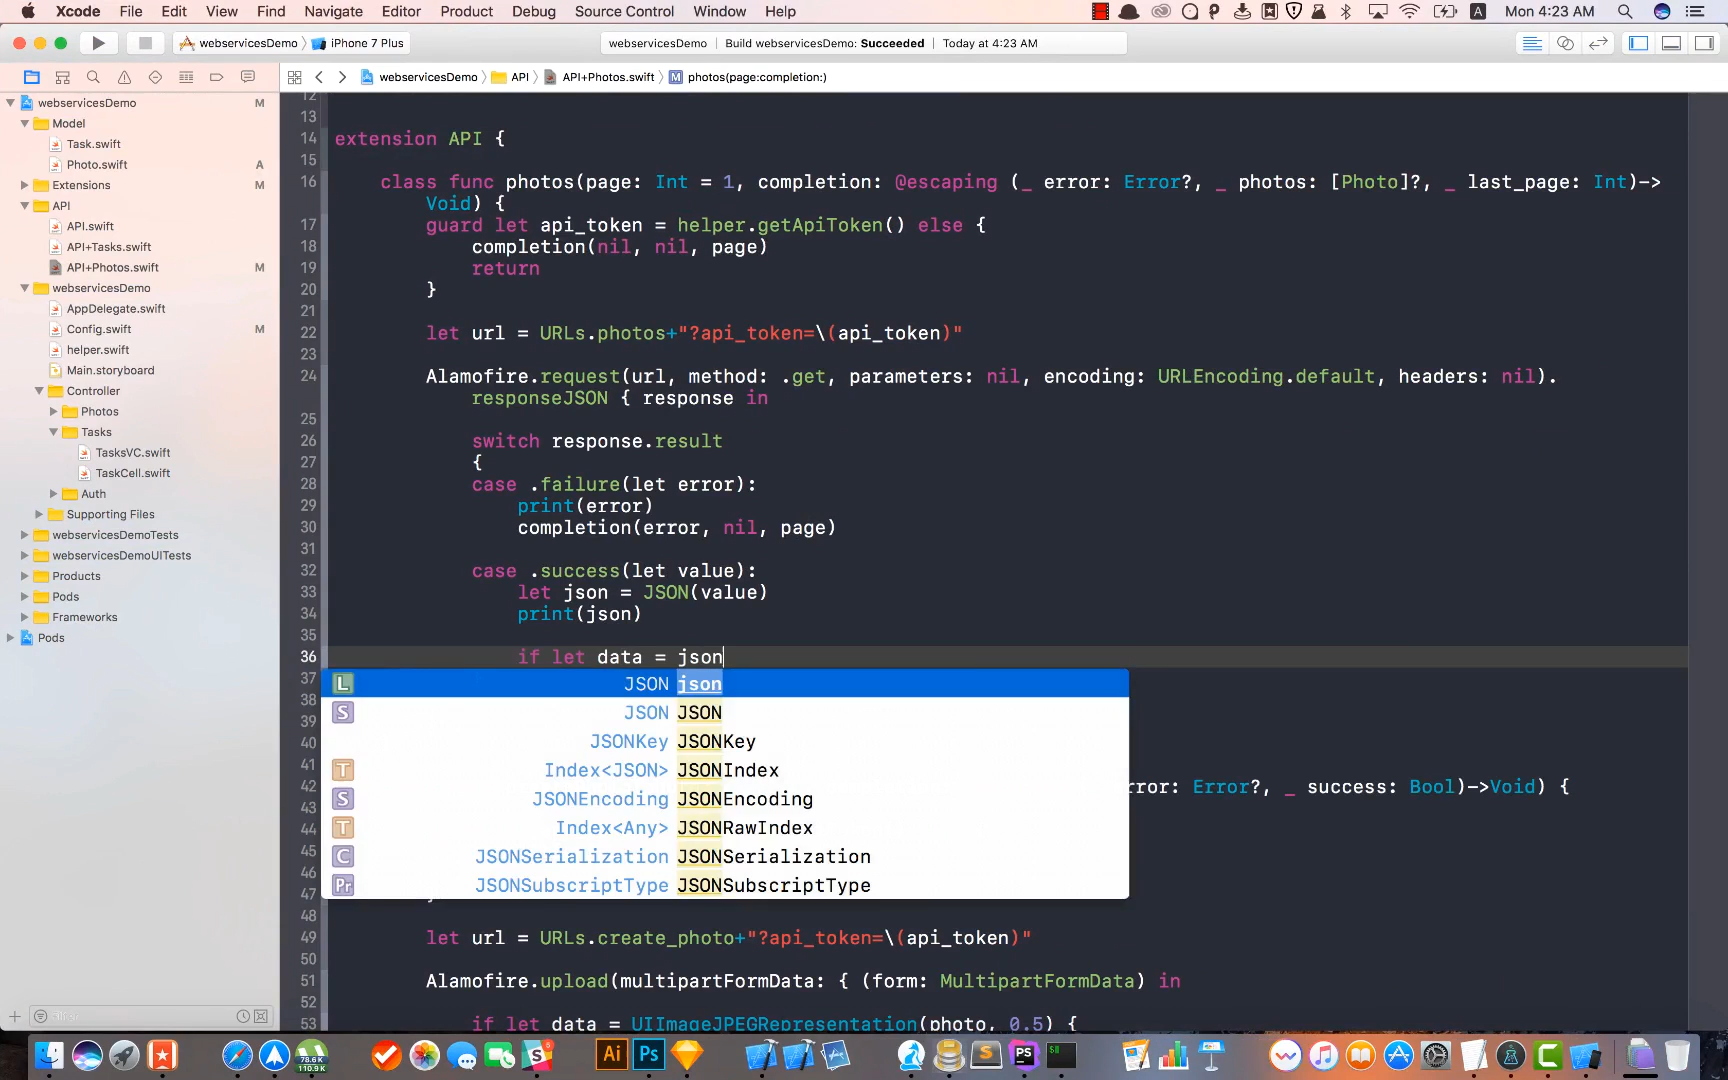 Xcode File Edit View Find Navigate Editor Product Debug Source Control Window Help Mon 4:23 AM
webservicesDemo iPhone 7 Plus webservicesDemo Build webservicesDemo: Succeeded Today at 4:23 AM
webservicesDemo API API+Photos.swift M photos(page:completion:)
webservicesDemo M
Model
Task.swift
Photo.swift A
Extensions M
API
API.swift
API+Tasks.swift
API+Photos.swift M
webservicesDemo
AppDelegate.swift
Config.swift M
helper.swift
Main.storyboard
Controller
Photos
Tasks
TasksVC.swift
TaskCell.swift
Auth
Supporting Files
webservicesDemoTests
webservicesDemoUITests
Products
Pods
Frameworks
Pods
12
13
14 extension API {
15
16 class func photos(page: Int = 1, completion: @escaping (_ error: Error?, _ photos: [Photo]?, _ last_page: Int)->
Void) {
17 guard let api_token = helper.getApiToken() else {
18 completion(nil, nil, page)
19 return
20 }
21
22 let url = URLs.photos+"?api_token=\(api_token)"
23
24 Alamofire.request(url, method: .get, parameters: nil, encoding: URLEncoding.default, headers: nil).
responseJSON { response in
25
26 switch response.result
27 {
28 case .failure(let error):
29 print(error)
30 completion(error, nil, page)
31
32 case .success(let value):
33 let json = JSON(value)
34 print(json)
35
36 if let data = json
37 L JSON json
38 S JSON JSON
39
40 JSONKey JSONKey
41 T Index<JSON> JSONIndex
42 rror: Error?, _ success: Bool)->Void) {
43 S JSONEncoding JSONEncoding
44 T Index<Any> JSONRawIndex
45 C JSONSerialization JSONSerialization
46 Pr JSONSubscriptType JSONSubscriptType
47
49 let url = URLs.create_photo+"?api_token=\(api_token)"
50
51 Alamofire.upload(multipartFormData: { (form: MultipartFormData) in
52
53 if let data = UIImageJPEGRepresentation(photo, 0.5) {
78.6 K
110.9 K
5
S
Ai Ps S PS C